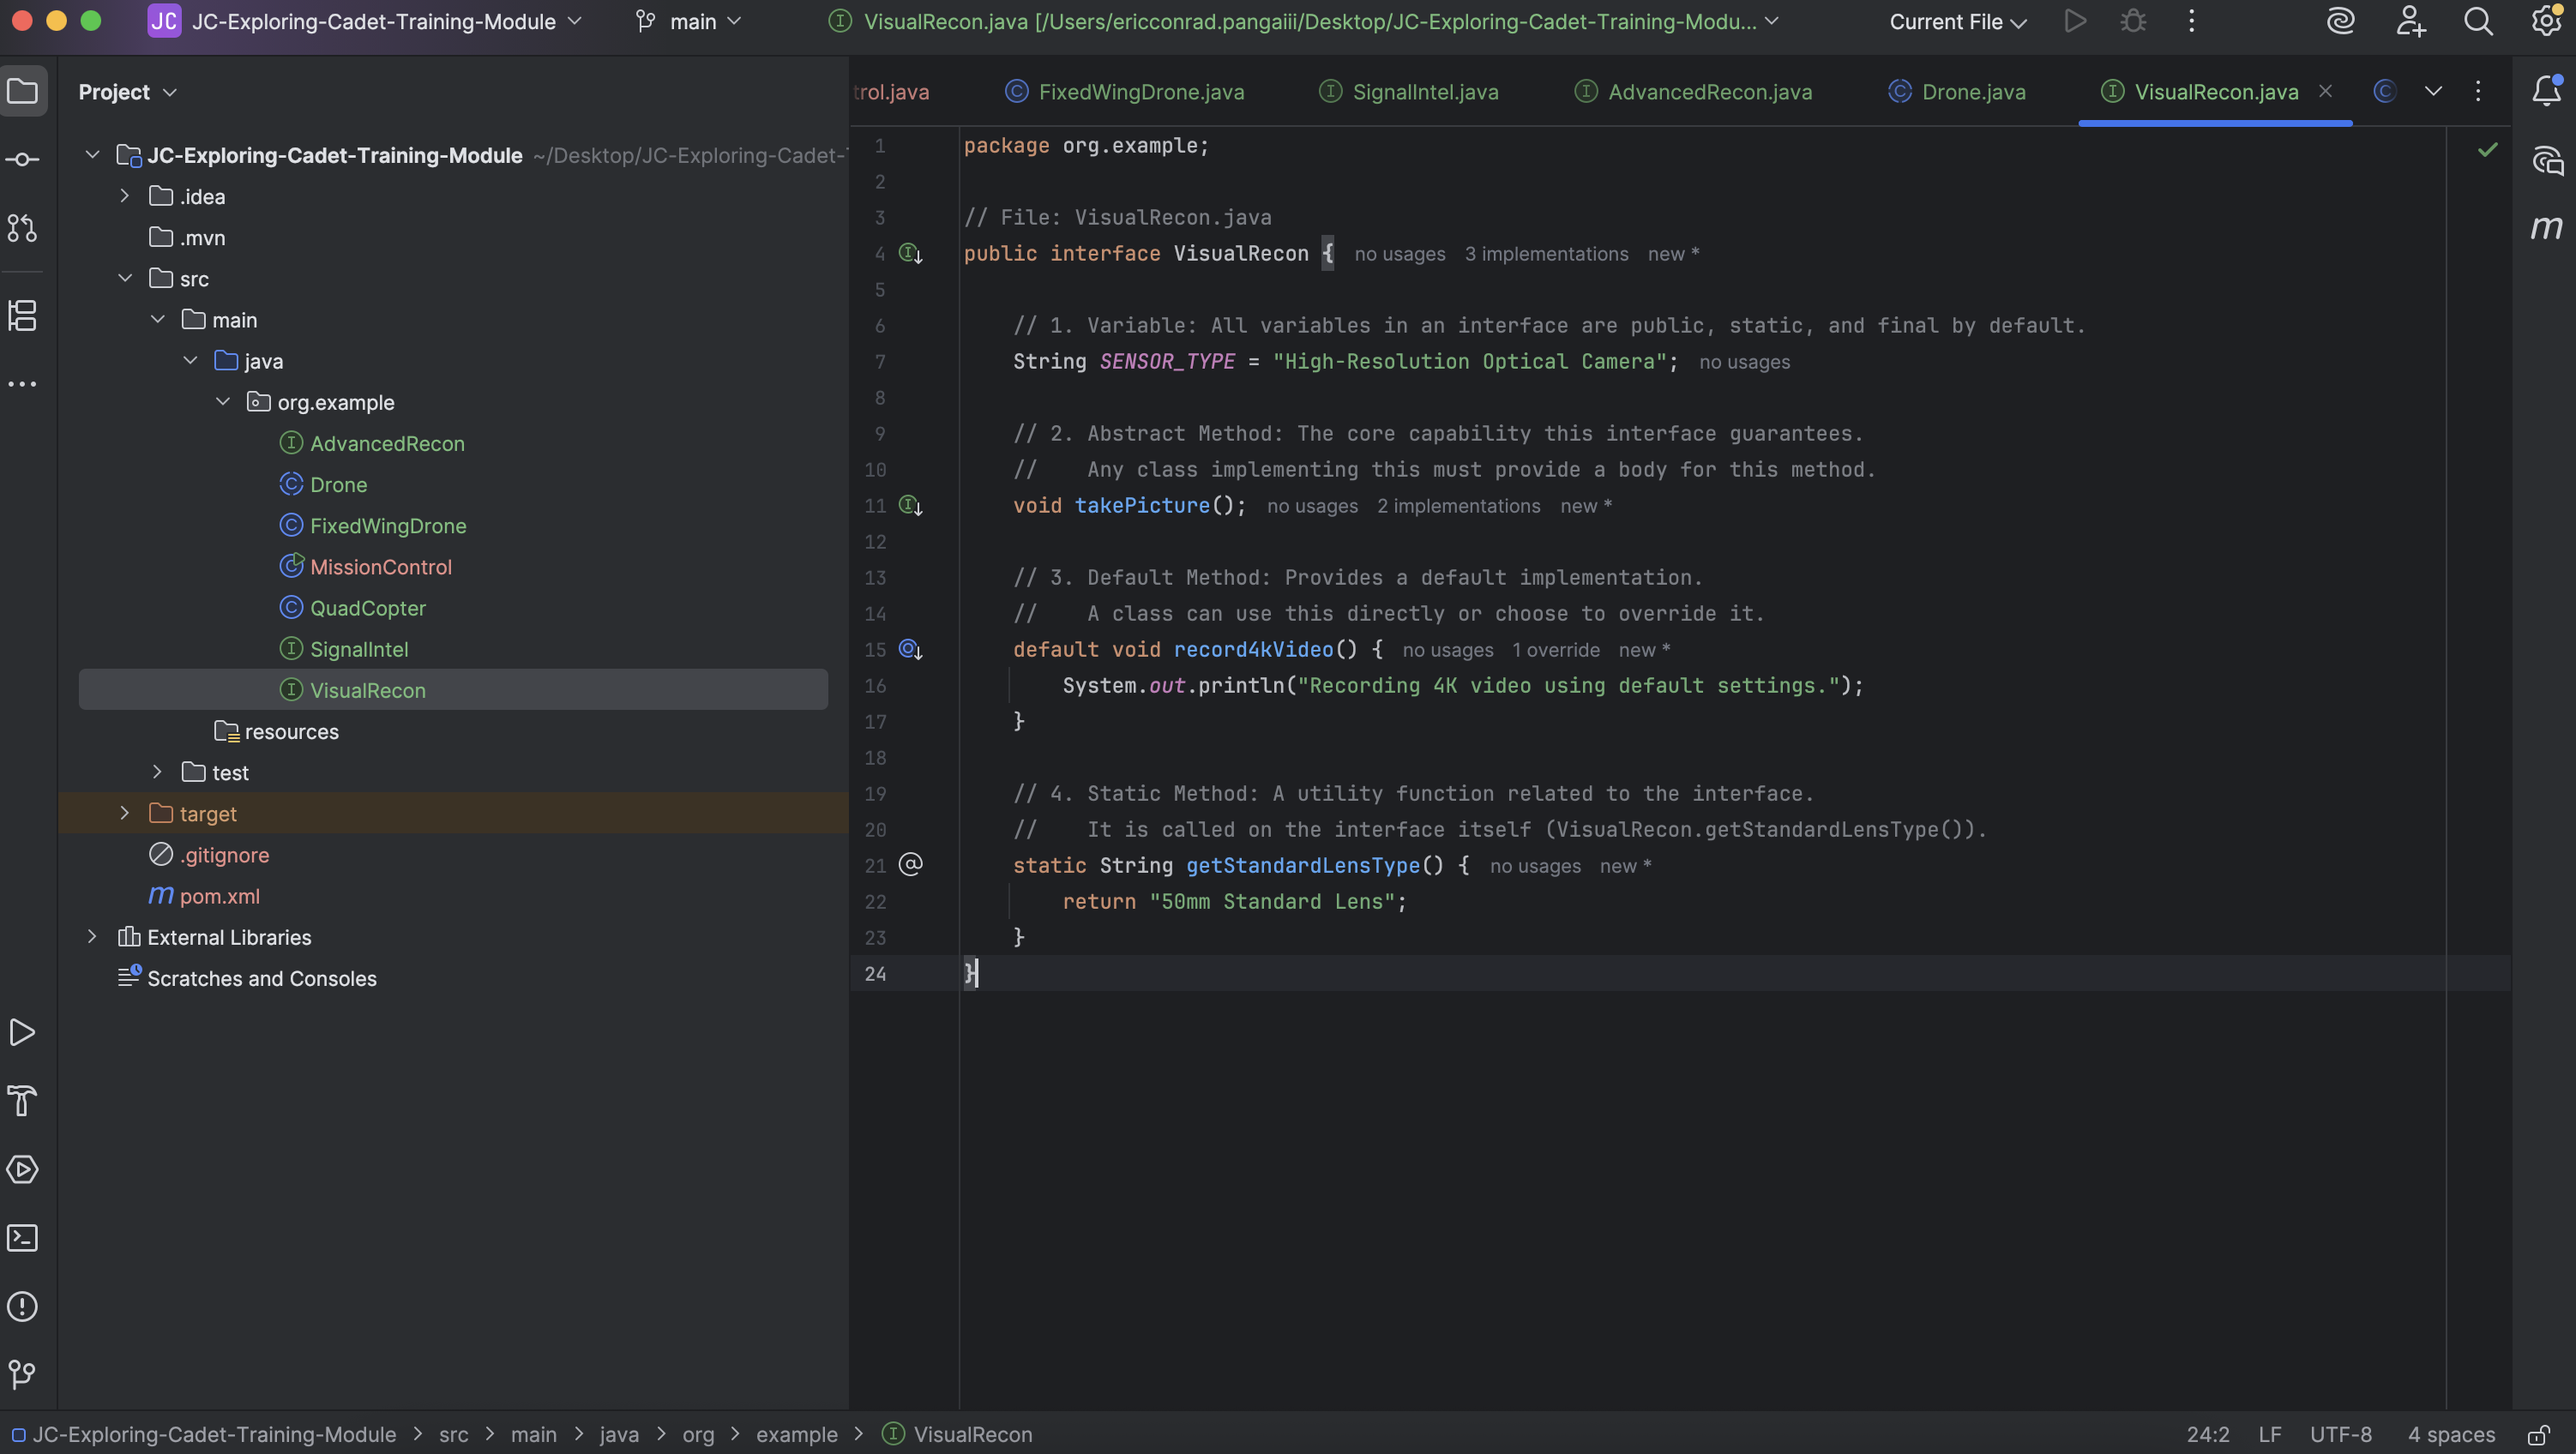 JC JC-Exploring-Cadet-Training-Module main VisualRecon.java [/Users/ericconrad.pangaiii/Desktop/JC-Exploring-Cadet-Training-Modu... Current File
Project
trol.java FixedWingDrone.java SignalIntel.java AdvancedRecon.java Drone.java VisualRecon.java
JC-Exploring-Cadet-Training-Module ~/Desktop/JC-Exploring-Cadet-
.idea
.mvn
src
main
java
org.example
AdvancedRecon
Drone
FixedWingDrone
MissionControl
QuadCopter
SignalIntel
VisualRecon
resources
test
target
.gitignore
m pom.xml
External Libraries
Scratches and Consoles
1 package org.example;
2
3 // File: VisualRecon.java
4 public interface VisualRecon { no usages 3 implementations new *
5
6 // 1. Variable: All variables in an interface are public, static, and final by default.
7 String SENSOR_TYPE = "High-Resolution Optical Camera"; no usages
8
9 // 2. Abstract Method: The core capability this interface guarantees.
10 // Any class implementing this must provide a body for this method.
11 void takePicture(); no usages 2 implementations new *
12
13 // 3. Default Method: Provides a default implementation.
14 // A class can use this directly or choose to override it.
15 default void record4kVideo() { no usages 1 override new *
16 System.out.println("Recording 4K video using default settings.");
17 }
18
19 // 4. Static Method: A utility function related to the interface.
20 // It is called on the interface itself (VisualRecon.getStandardLensType()).
21 @ static String getStandardLensType() { no usages new *
22 return "50mm Standard Lens";
23 }
24 }
m
JC-Exploring-Cadet-Training-Module > src > main > java > org > example > VisualRecon 24:2 LF UTF-8 4 spaces